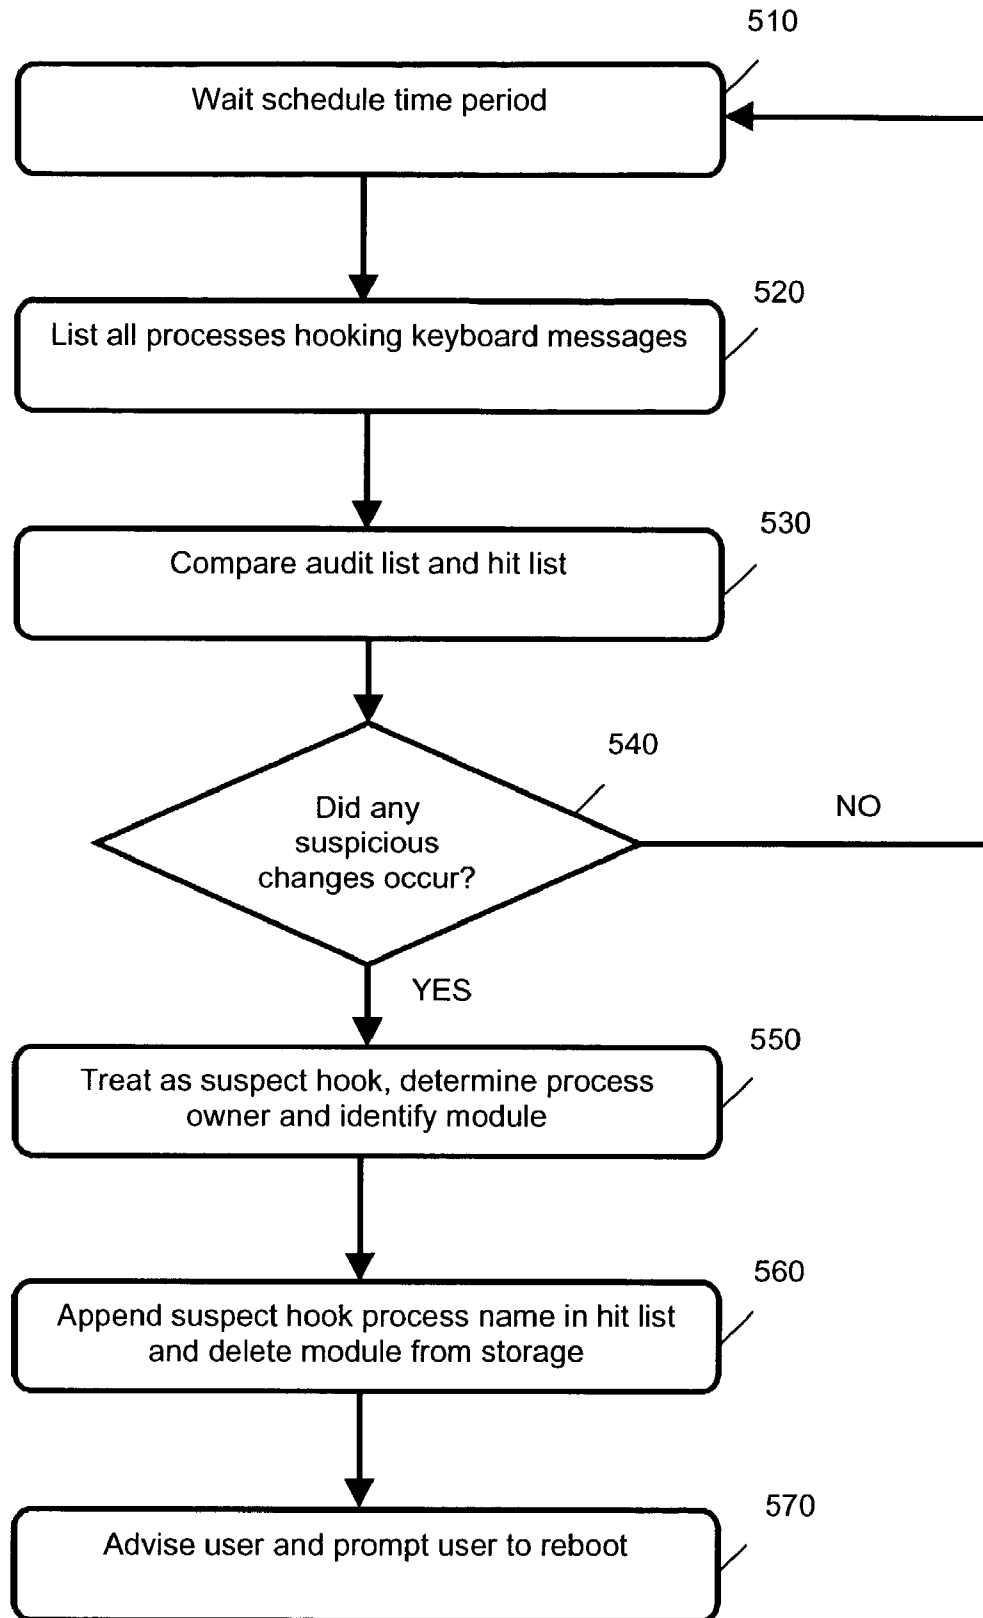 510
Wait schedule time period
520
List all processes hooking keyboard messages
530
Compare audit list and hit list
540
Did any
suspicious
changes occur?
NO
YES
550
Treat as suspect hook, determine process
owner and identify module
560
Append suspect hook process name in hit list
and delete module from storage
570
Advise user and prompt user to reboot